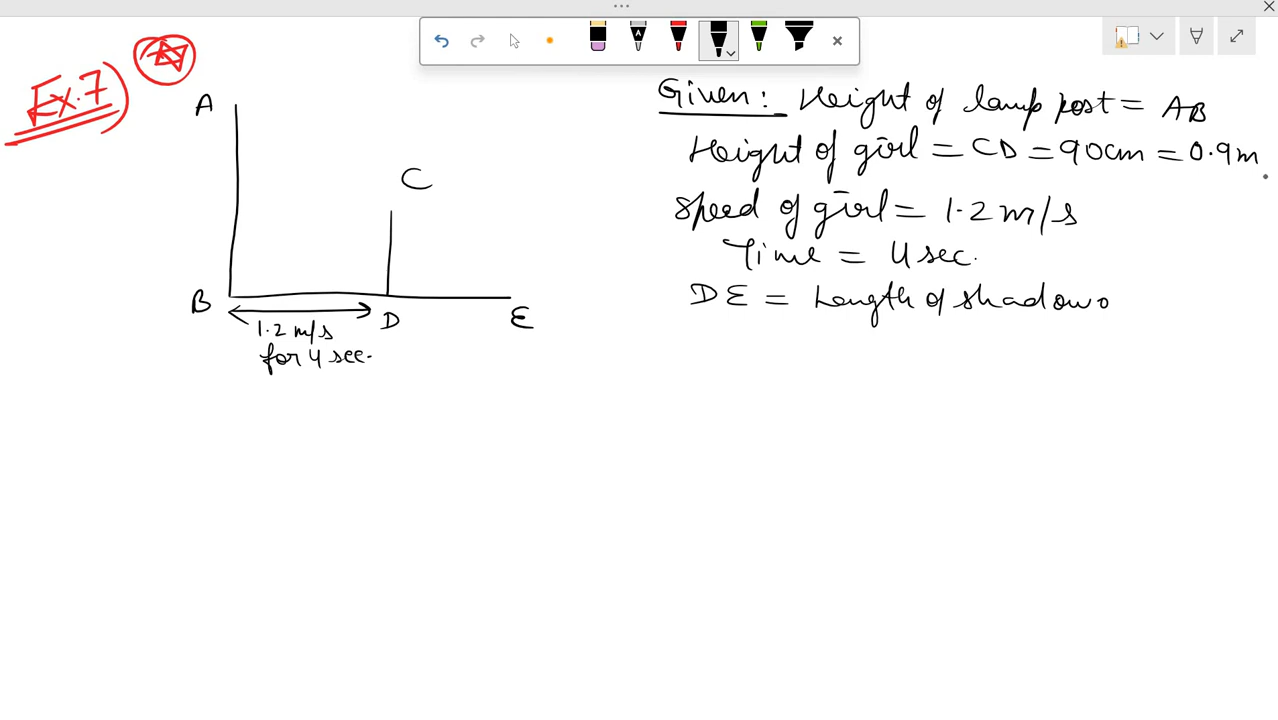 Ex.7)
A
B
C
D
E
1.2 m/s
for 4 sec.
Given: Height of lamp post = AB
Height of girl = CD = 90cm = 0.9m
Speed of girl = 1.2 m/s
Time = 4 sec.
DE = Length of shadow.